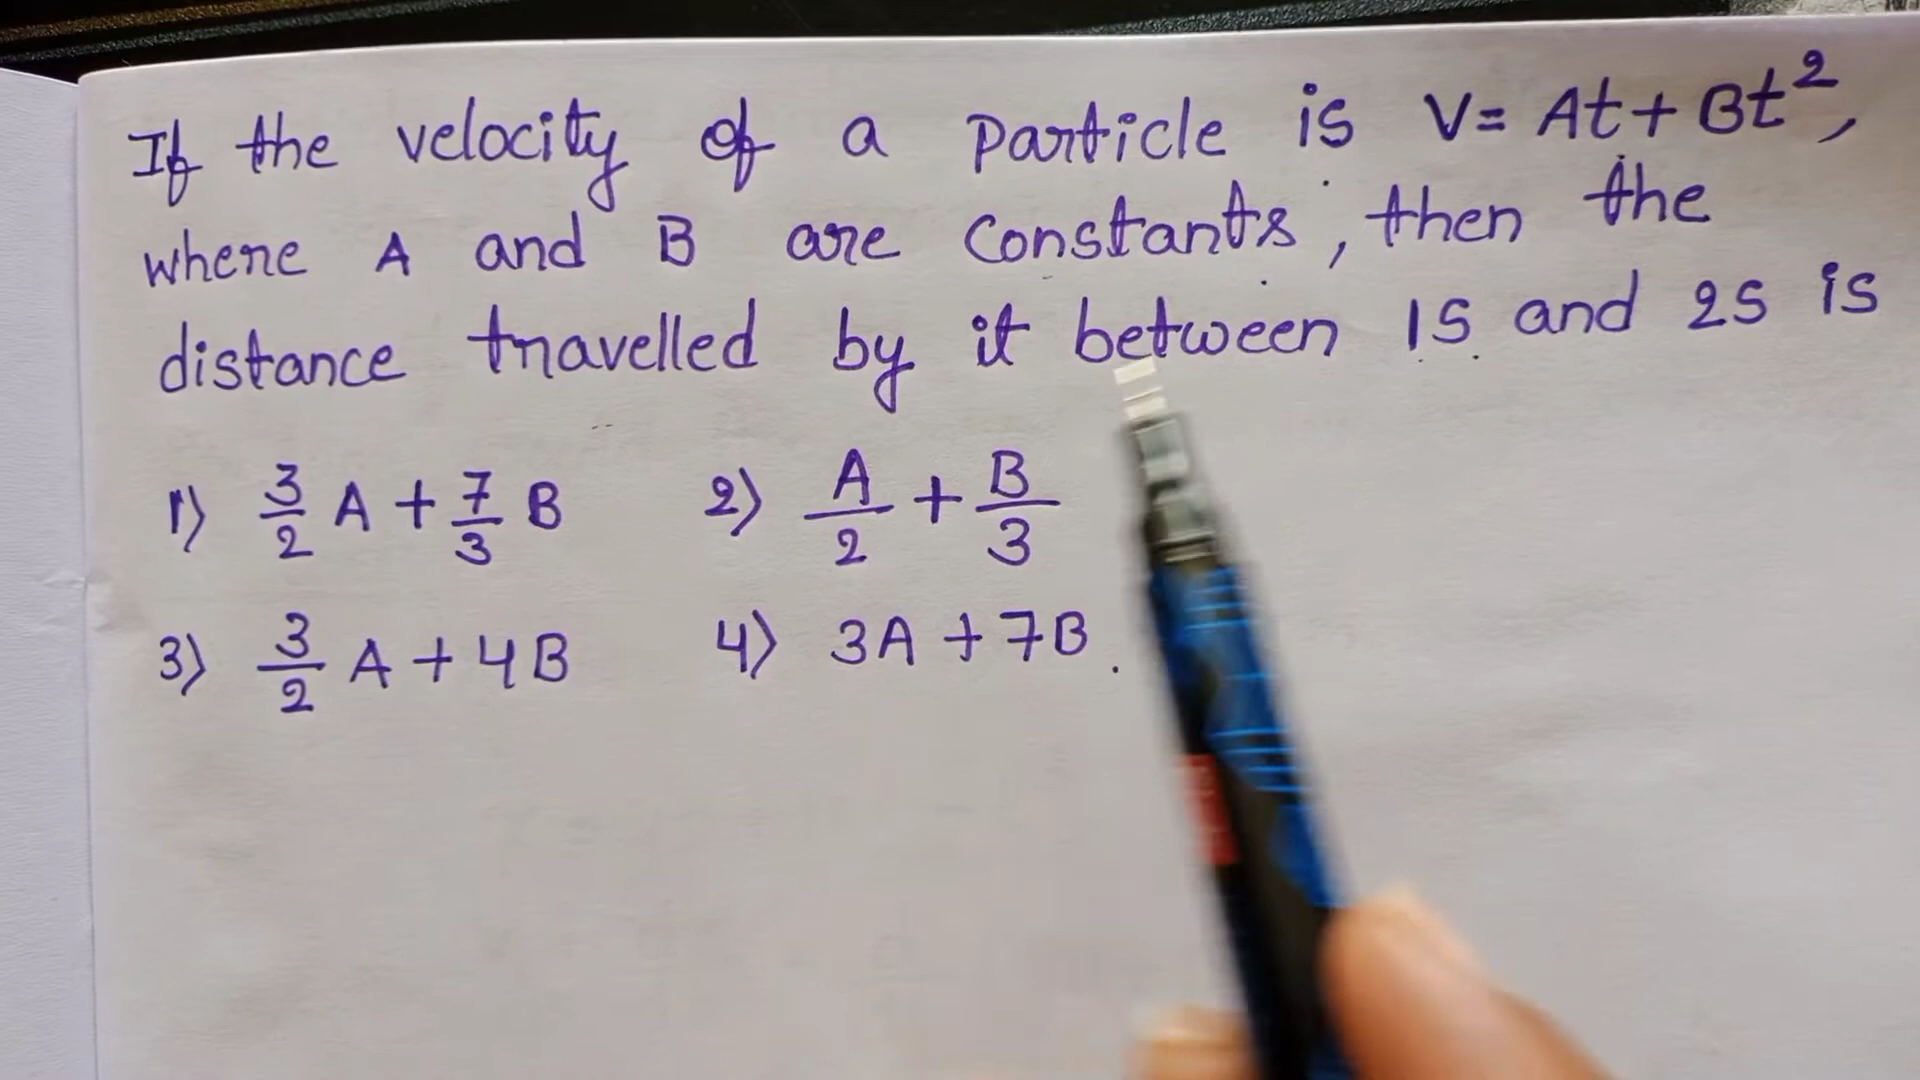 If the velocity of a particle is V = At + Bt²,
where A and B are constants, then the
distance travelled by it between 1S and 2S is
1) 3/2 A + 7/3 B 2) A/2 + B/3
3) 3/2 A + 4B 4) 3A + 7B.